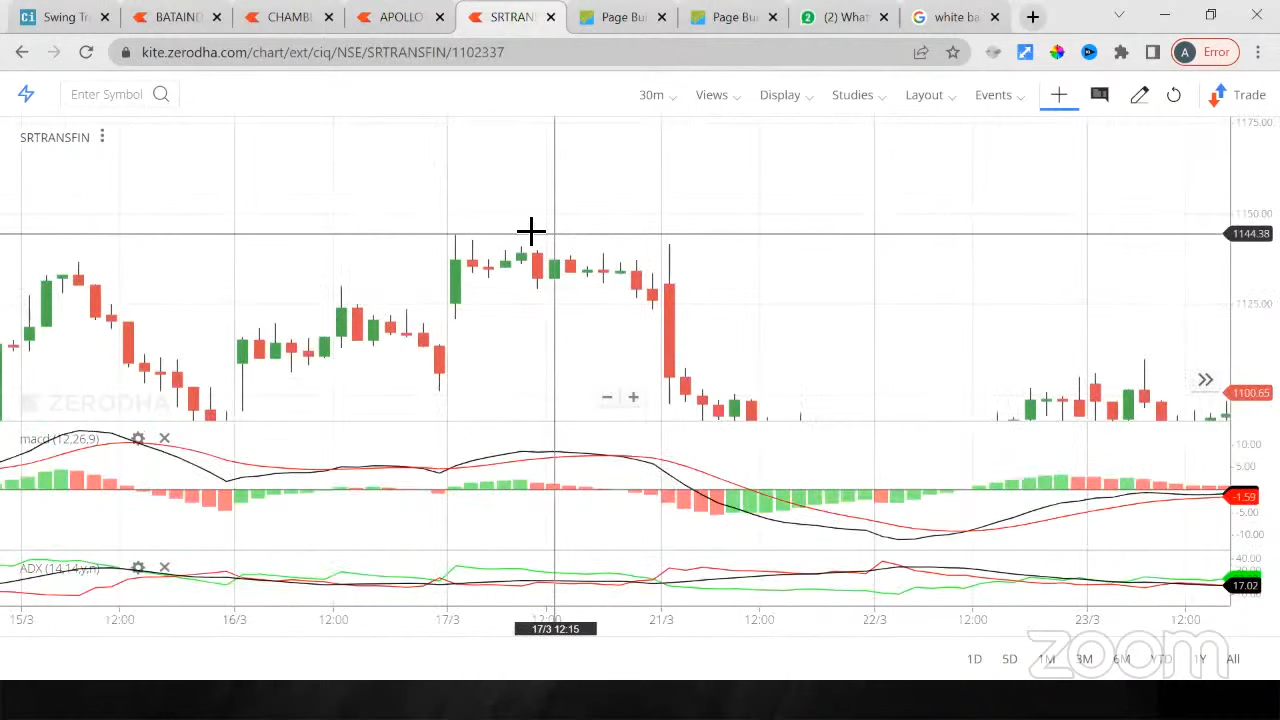 Swing Tr
BATAIND
CHAMBL
APOLLO
SRTRAN
Page Bui
Page Bui
(2) What
white ba
kite.zerodha.com/chart/ext/ciq/NSE/SRTRANSFIN/1102337
A Error
Enter Symbol
30m Views Display Studies Layout Events Trade
SRTRANSFIN
1175.00
1150.00
1144.38
1125.00
1100.65
ZERODHA
macd (12,26,9)
10.00
5.00
-1.59
-5.00
-10.00
ADX (14,14,y,n)
40.00
17.02
15/3 12:00 16/3 12:00 17/3 12:00 21/3 12:00 22/3 12:00 23/3 12:00
17/3 12:15
1D 5D 1M 3M 6M YTD 1Y All
zoom